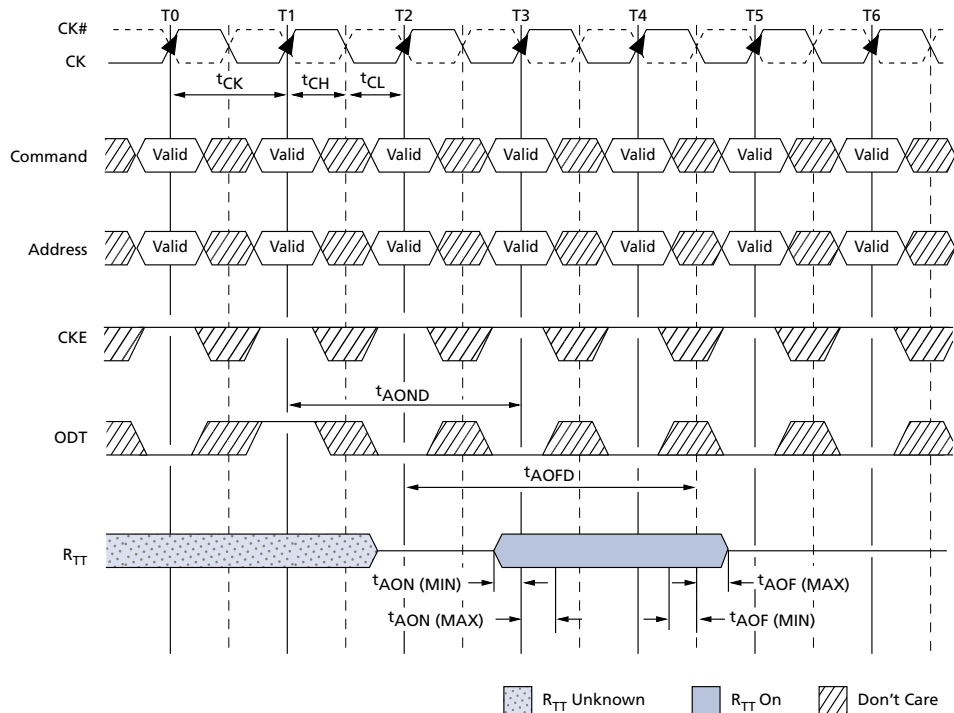 T0 T1 T2 T3 T4 T5 T6
CK#
CK
tCK tCH tCL
Command Valid Valid Valid Valid Valid Valid Valid
Address Valid Valid Valid Valid Valid Valid Valid
CKE
tAOND
ODT
tAOFD
RTT
tAON (MIN) tAOF (MAX)
tAON (MAX) tAOF (MIN)
RTT Unknown RTT On Don't Care